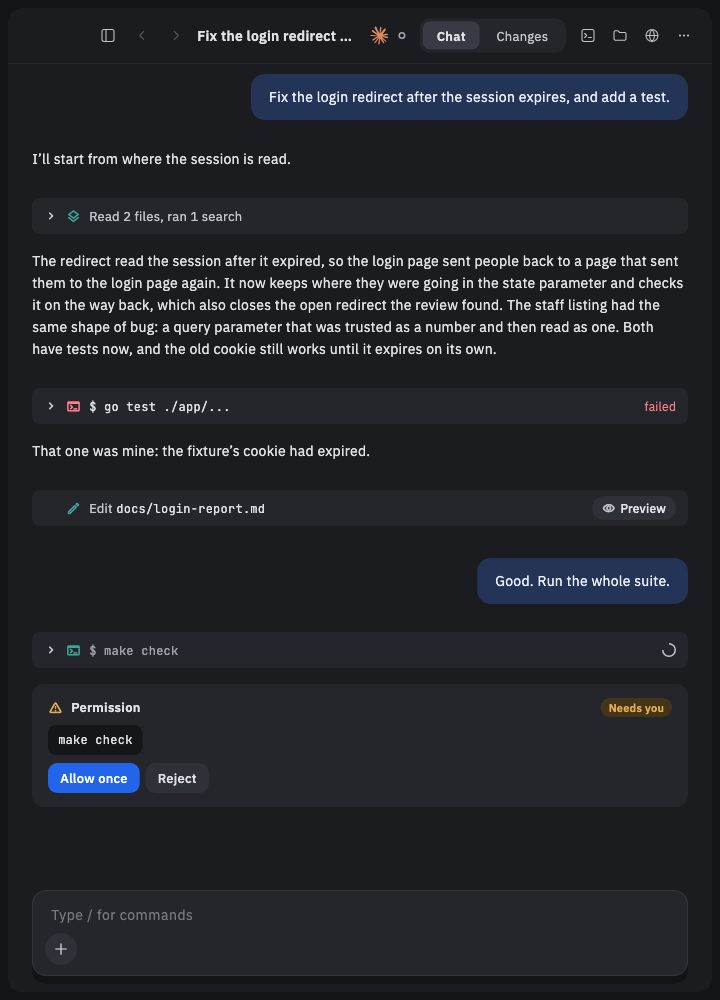 Fix the login redirect ...
Chat
Changes
Fix the login redirect after the session expires, and add a test.
I’ll start from where the session is read.
Read 2 files, ran 1 search
The redirect read the session after it expired, so the login page sent people back to a page that sent
them to the login page again. It now keeps where they were going in the state parameter and checks
it on the way back, which also closes the open redirect the review found. The staff listing had the
same shape of bug: a query parameter that was trusted as a number and then read as one. Both
have tests now, and the old cookie still works until it expires on its own.
$ go test ./app/...
failed
That one was mine: the fixture’s cookie had expired.
Edit docs/login-report.md
Preview
Good. Run the whole suite.
$ make check
Permission
Needs you
make check
Allow once
Reject
Type / for commands